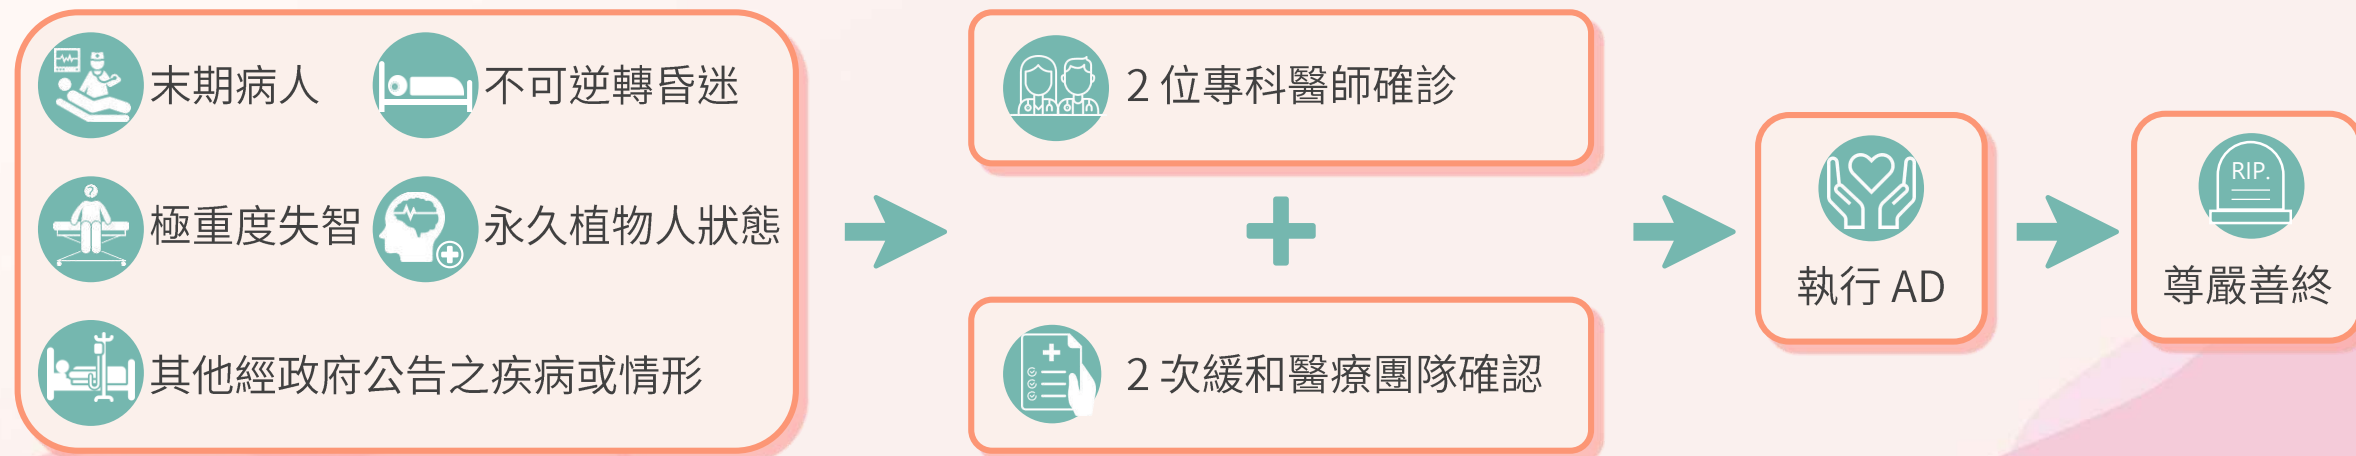 末期病人
不可逆轉昏迷
極重度失智
永久植物人狀態
其他經政府公告之疾病或情形
2 位專科醫師確診
+
2 次緩和醫療團隊確認
執行 AD
RIP.
尊嚴善終